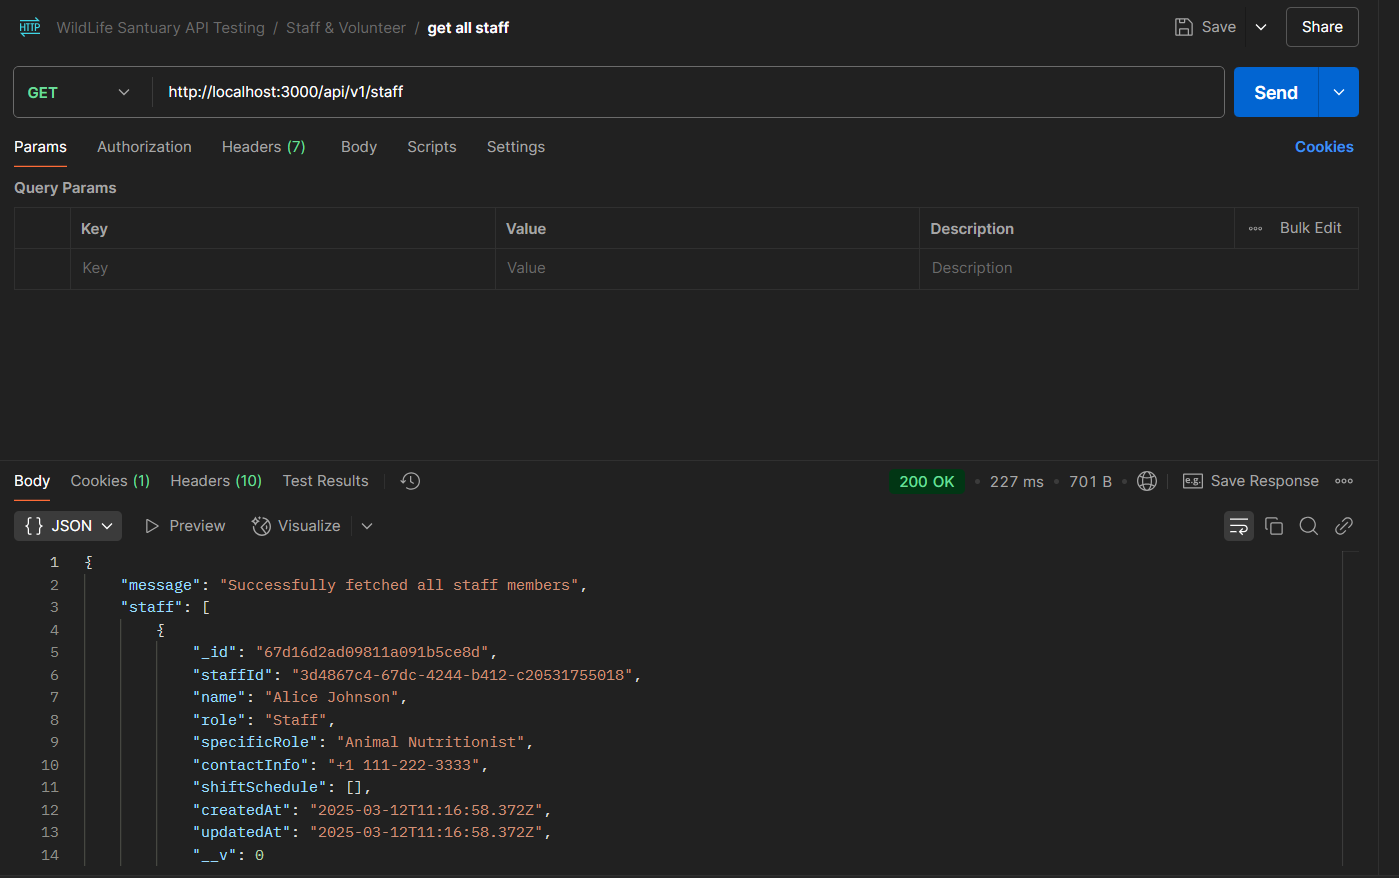 HTTP WildLife Santuary API Testing / Staff & Volunteer / get all staff Save Share
GET http://localhost:3000/api/v1/staff Send
Params Authorization Headers (7) Body Scripts Settings Cookies
Query Params
Key Value Description Bulk Edit
Key Value Description
Body Cookies (1) Headers (10) Test Results 200 OK 227 ms 701 B e.g. Save Response
{} JSON Preview Visualize
1 {
2 "message": "Successfully fetched all staff members",
3 "staff": [
4 {
5 "_id": "67d16d2ad09811a091b5ce8d",
6 "staffId": "3d4867c4-67dc-4244-b412-c20531755018",
7 "name": "Alice Johnson",
8 "role": "Staff",
9 "specificRole": "Animal Nutritionist",
10 "contactInfo": "+1 111-222-3333",
11 "shiftSchedule": [],
12 "createdAt": "2025-03-12T11:16:58.372Z",
13 "updatedAt": "2025-03-12T11:16:58.372Z",
14 "__v": 0